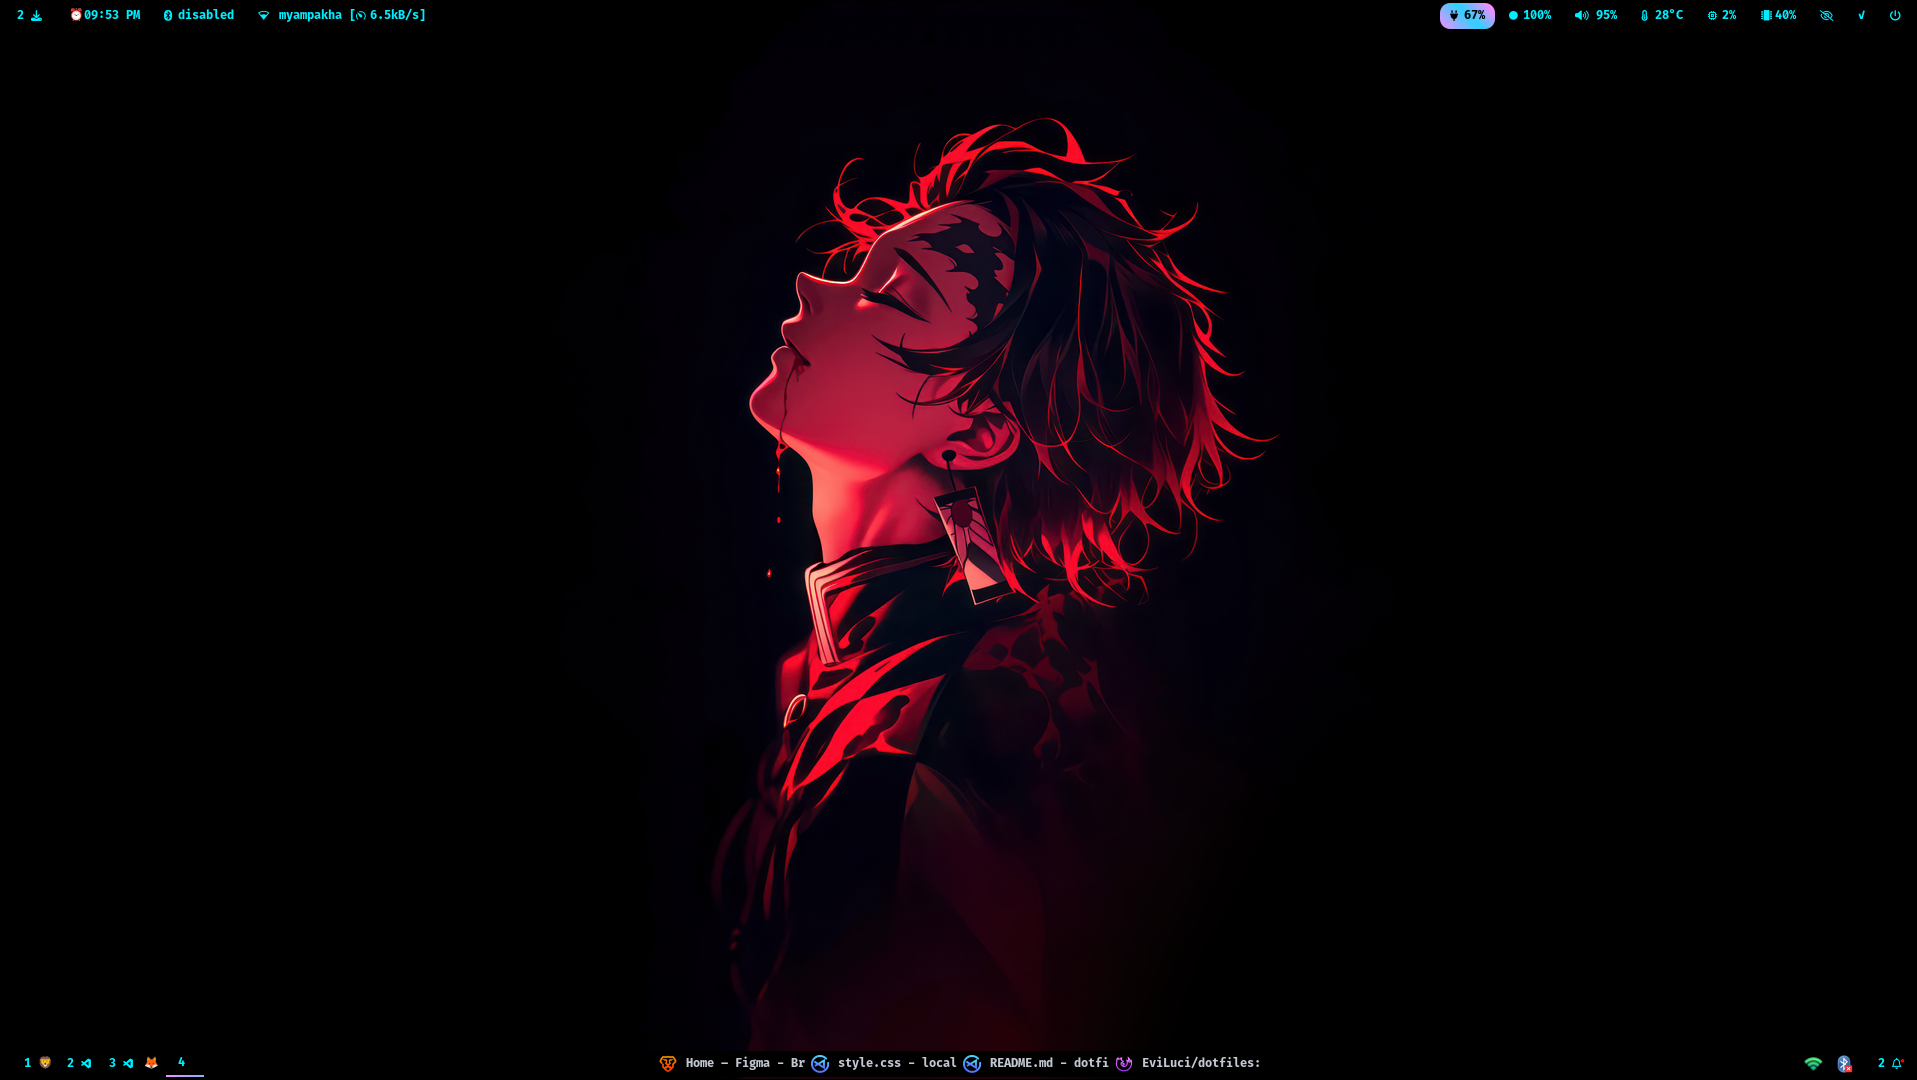 2 09:53 PM disabled myampakha [ 6.5kB/s] 67% 100% 95% 28°C 2% 40% √
1 2 3 4 Home – Figma - Br style.css - local README.md - dotfi EviLuci/dotfiles: 2